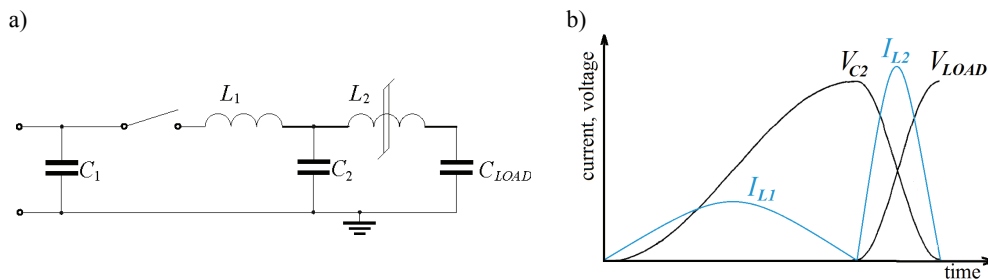 a)
L1
L2
C1
C2
CLOAD
b)
current, voltage
VC2
IL2
VLOAD
IL1
time